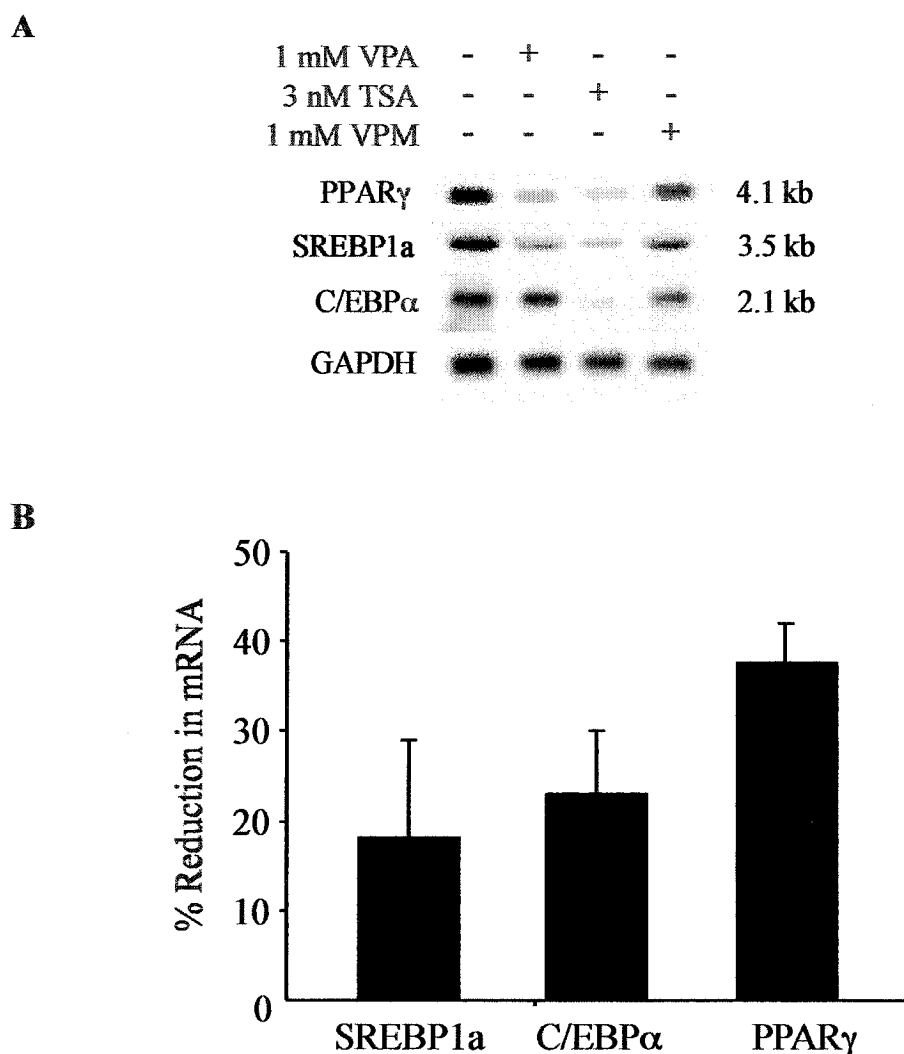 A
1 mM VPA - + - -
3 nM TSA - - + -
1 mM VPM - - - +
PPARγ 4.1 kb
SREBP1a 3.5 kb
C/EBPα 2.1 kb
GAPDH
B
% Reduction in mRNA
50
40
30
20
10
0
SREBP1a C/EBPα PPARγ